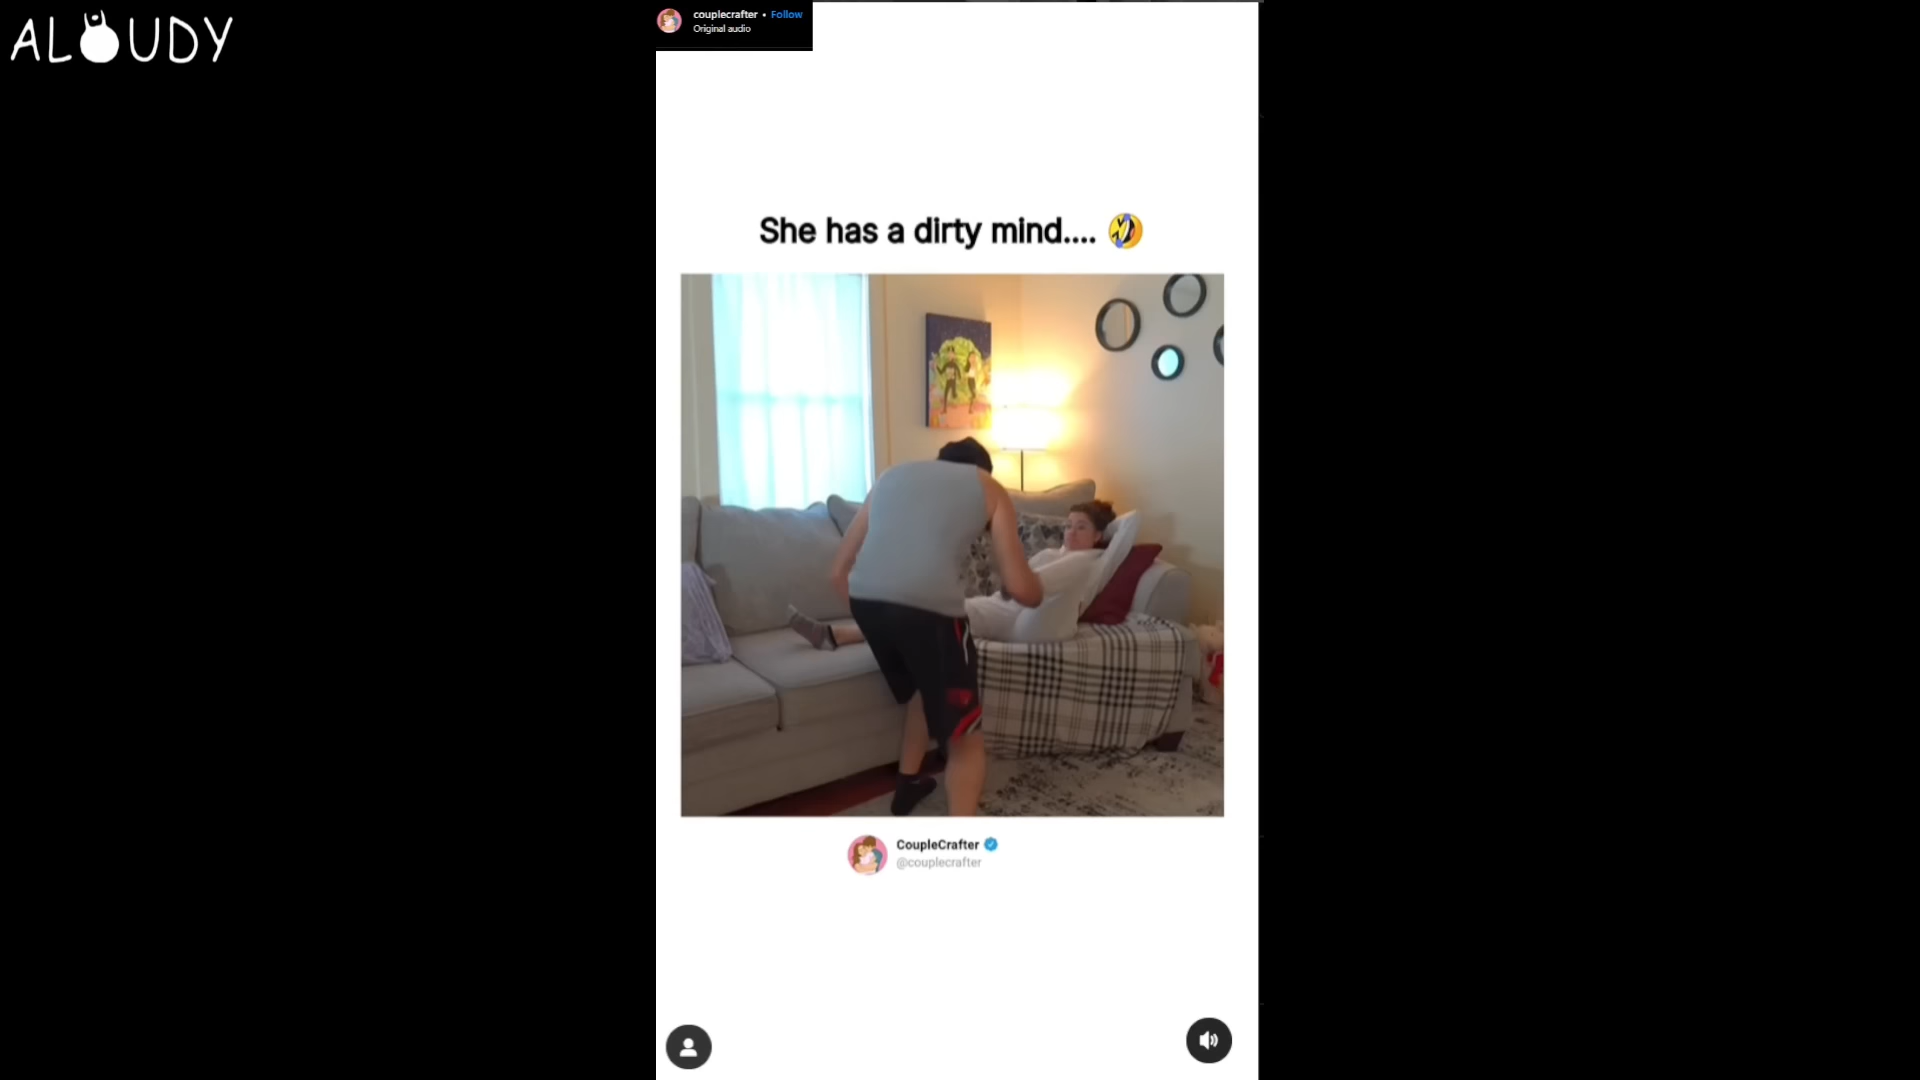 ALOUDY
couplecrafter • Follow
Original audio
She has a dirty mind.... 🤣
CoupleCrafter
@couplecrafter